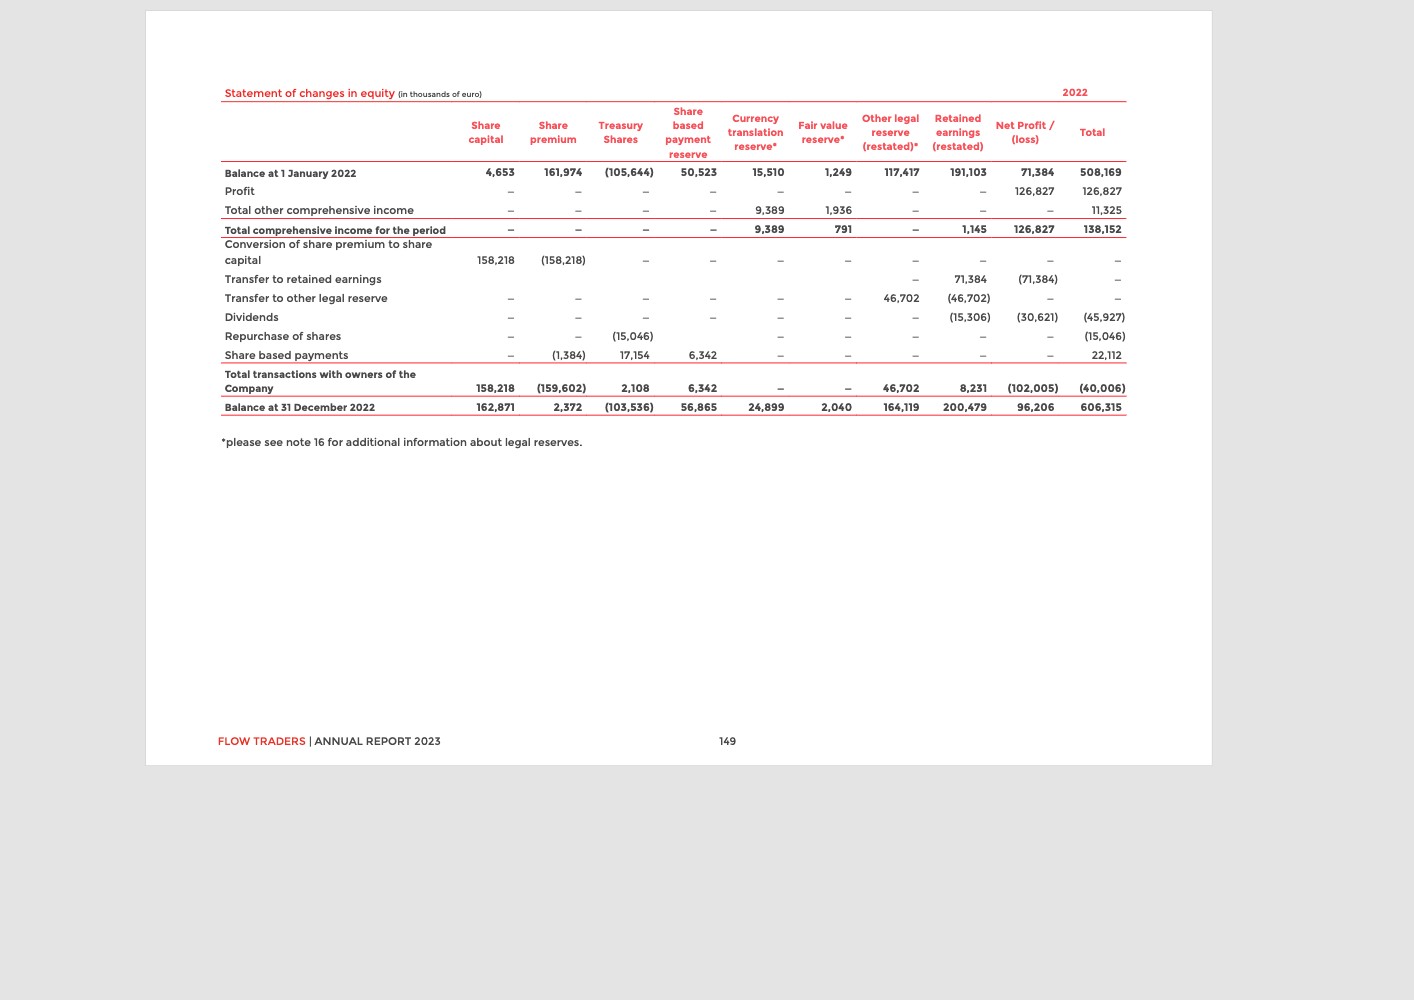 Statement of changes in equity (in thousands of euro) 2022
Share capital Share premium Treasury Shares Share based payment reserve Currency translation reserve* Fair value reserve* Other legal reserve (restated)* Retained earnings (restated) Net Profit / (loss) Total
Balance at 1 January 2022 4,653 161,974 (105,644) 50,523 15,510 1,249 117,417 191,103 71,384 508,169
Profit – – – – – – – – 126,827 126,827
Total other comprehensive income – – – – 9,389 1,936 – – – 11,325
Total comprehensive income for the period – – – – 9,389 791 – 1,145 126,827 138,152
Conversion of share premium to share
capital 158,218 (158,218) – – – – – – – –
Transfer to retained earnings – 71,384 (71,384) –
Transfer to other legal reserve – – – – – – 46,702 (46,702) – –
Dividends – – – – – – – (15,306) (30,621) (45,927)
Repurchase of shares – – (15,046) – – – – – (15,046)
Share based payments – (1,384) 17,154 6,342 – – – – – 22,112
Total transactions with owners of the
Company 158,218 (159,602) 2,108 6,342 – – 46,702 8,231 (102,005) (40,006)
Balance at 31 December 2022 162,871 2,372 (103,536) 56,865 24,899 2,040 164,119 200,479 96,206 606,315
*please see note 16 for additional information about legal reserves.
FLOW TRADERS | ANNUAL REPORT 2023 149